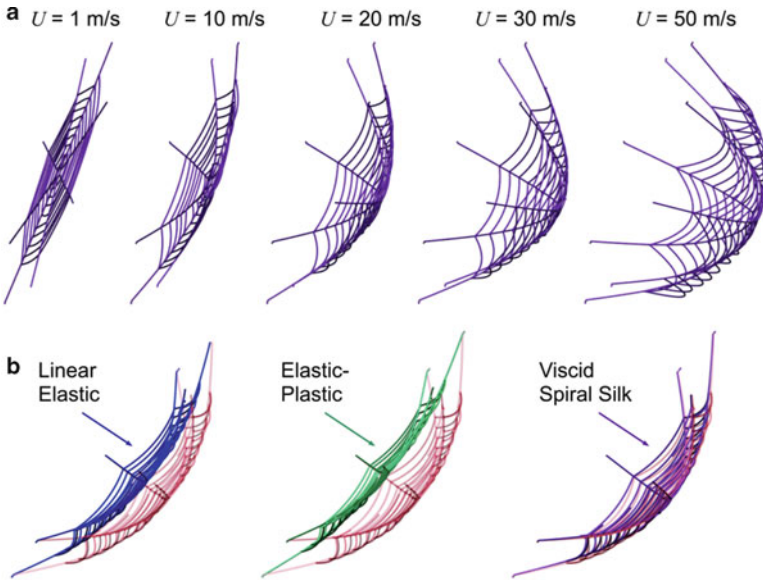 a
U = 1 m/s
U = 10 m/s
U = 20 m/s
U = 30 m/s
U = 50 m/s
b
Linear
Elastic
Elastic-
Plastic
Viscid
Spiral Silk